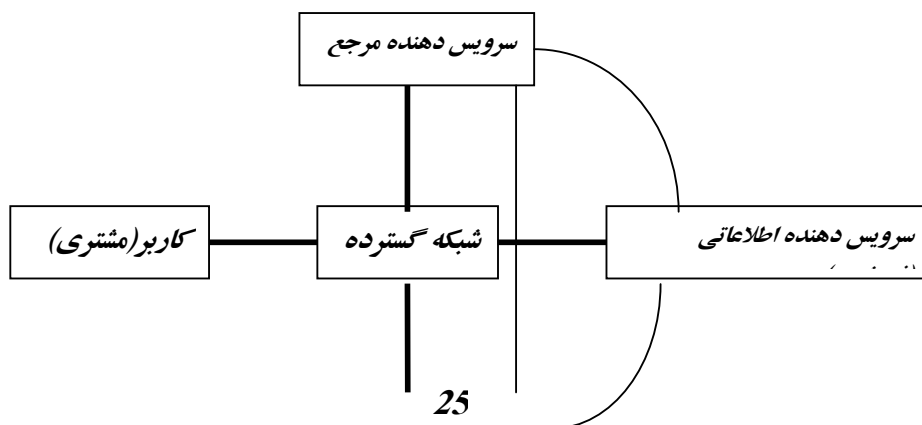 سرویس دهنده مرجع
کاربر(مشتری)
شبکه گسترده
سرویس دهنده اطلاعاتی
25